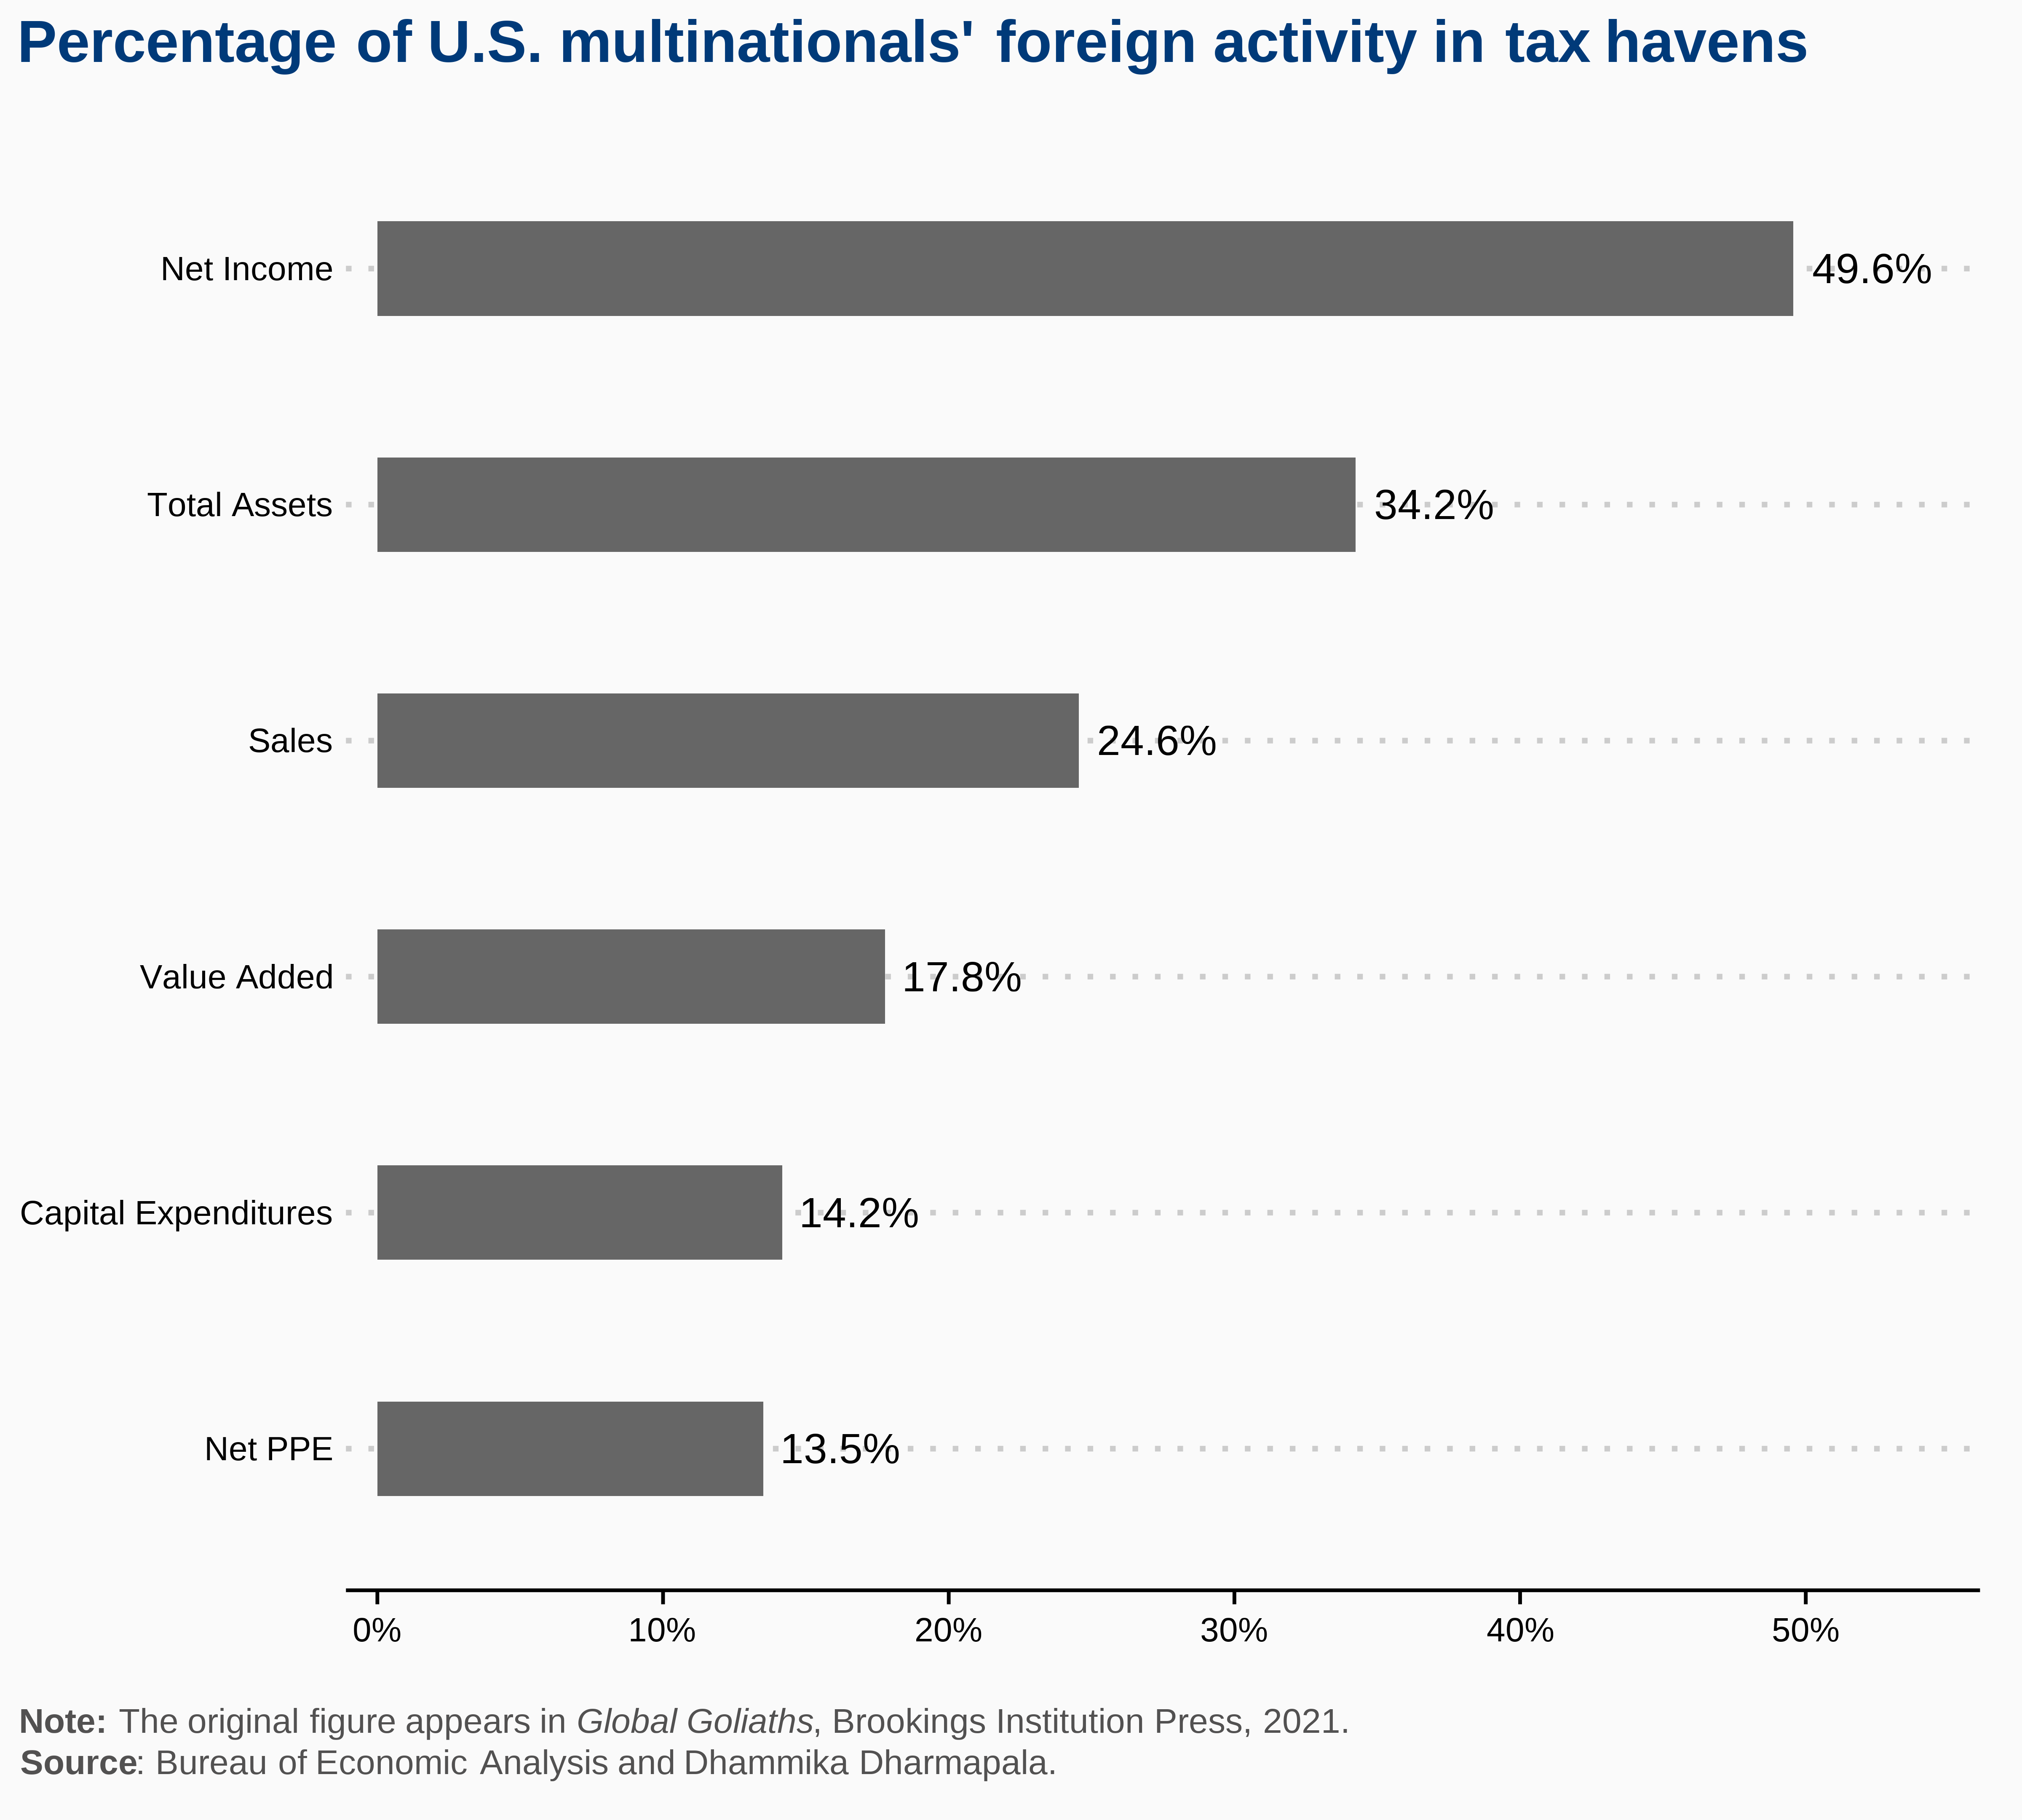 Percentage of U.S. multinationals' foreign activity in tax havens
Net Income 49.6%
Total Assets 34.2%
Sales 24.6%
Value Added 17.8%
Capital Expenditures 14.2%
Net PPE 13.5%
0% 10% 20% 30% 40% 50%
Note: The original figure appears in Global Goliaths, Brookings Institution Press, 2021.
Source: Bureau of Economic Analysis and Dhammika Dharmapala.